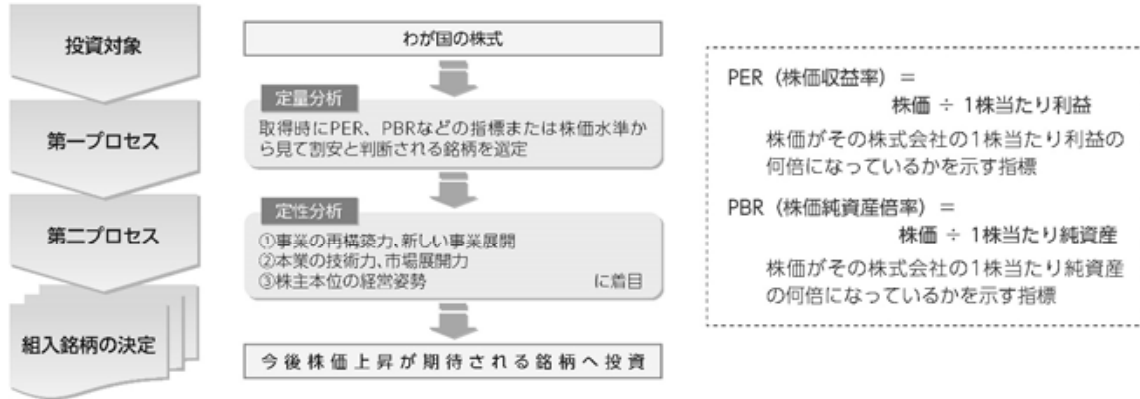 投資対象
わが国の株式
第一プロセス
定量分析
取得時にPER、PBRなどの指標または株価水準か
ら見て割安と判断される銘柄を選定
第二プロセス
定性分析
①事業の再構築力、新しい事業展開
②本業の技術力、市場展開力
③株主本位の経営姿勢 に着目
組入銘柄の決定
今後株価上昇が期待される銘柄へ投資
PER（株価収益率）＝
株価 ÷ 1株当たり利益
株価がその株式会社の1株当たり利益の
何倍になっているかを示す指標
PBR（株価純資産倍率）＝
株価 ÷ 1株当たり純資産
株価がその株式会社の1株当たり純資産
の何倍になっているかを示す指標